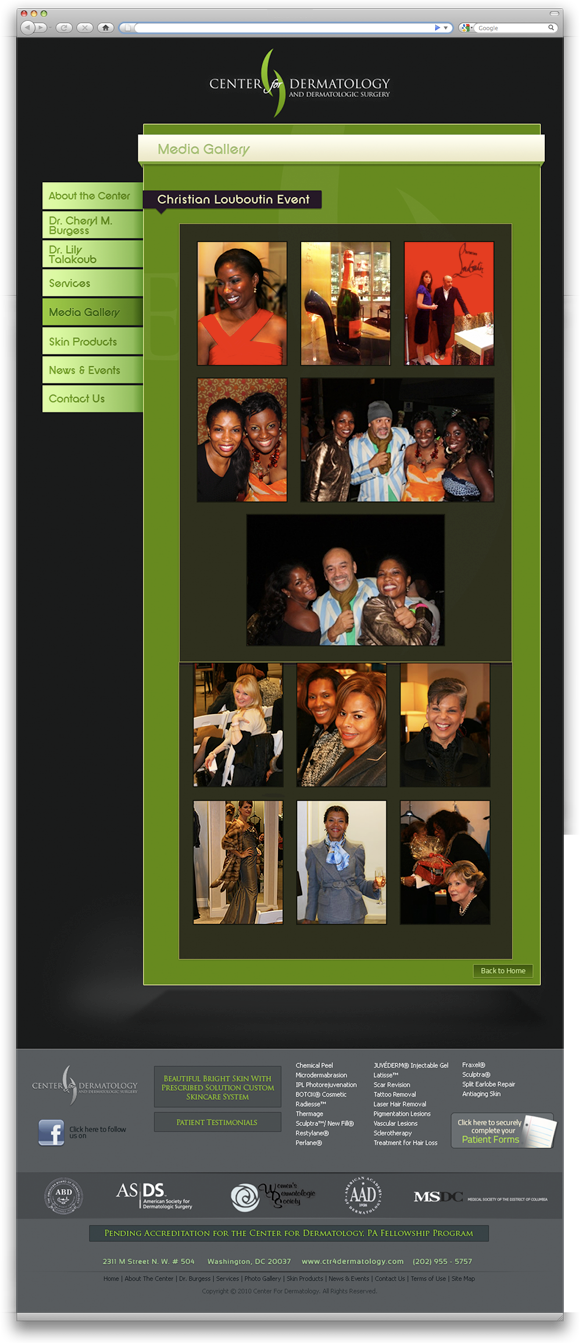 Google
CENTER for DERMATOLOGY
AND DERMATOLOGIC SURGERY
Media Gallery
Christian Louboutin Event
About the Center
Dr. Cheryl M.
Burgess
Dr. Lily
Talakoub
Services
Media Gallery
Skin Products
News & Events
Contact Us
Back to Home
CENTER for DERMATOLOGY
AND DERMATOLOGIC SURGERY
Click here to follow
us on
BEAUTIFUL BRIGHT SKIN WITH
PRESCRIBED SOLUTION CUSTOM
SKINCARE SYSTEM
PATIENT TESTIMONIALS
Chemical Peel
Microdermabrasion
IPL Photorejuvenation
BOTOX® Cosmetic
Radiesse™
Thermage
Sculptra™/ New Fill®
Restylane®
Perlane®
JUVÉDERM® Injectable Gel
Latisse™
Scar Revision
Tattoo Removal
Laser Hair Removal
Pigmentation Lesions
Vascular Lesions
Sclerotherapy
Treatment for Hair Loss
Fraxel®
Sculptra®
Split Earlobe Repair
Antiaging Skin
Click here to securely
complete your
Patient Forms
ABD
ASDS
American Society for
Dermatologic Surgery
Women's
Dermatologic
Society
AMERICAN ACADEMY
AAD
1938
MSDC
MEDICAL SOCIETY OF THE DISTRICT OF COLUMBIA
PENDING ACCREDITATION FOR THE CENTER FOR DERMATOLOGY, PA FELLOWSHIP PROGRAM
2311 M Street N. W. # 504 Washington, DC 20037 www.ctr4dermatology.com (202) 955 - 5757
Home | About The Center | Dr. Burgess | Services | Photo Gallery | Skin Products | News & Events | Contact Us | Terms of Use | Site Map
Copyright © 2010 Center For Dermatology. All Rights Reserved.